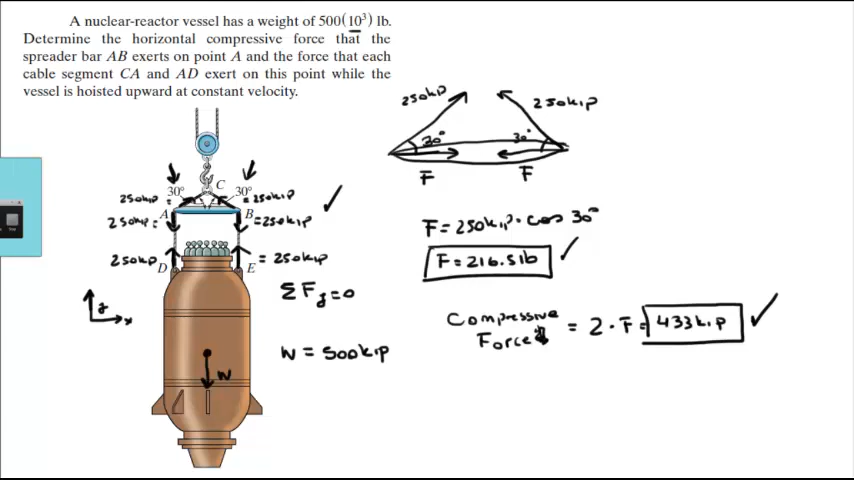 A nuclear-reactor vessel has a weight of 500(10³) lb.
Determine the horizontal compressive force that the
spreader bar AB exerts on point A and the force that each
cable segment CA and AD exert on this point while the
vessel is hoisted upward at constant velocity.
250kip
250kip
30°
30°
F
F
C
30°
30°
250kip =
= 250kip
A
B
250kip =
= 250kip
250kip
D
E
= 250kip
ΣFz=0
z
x
W = 500kip
W
F = 250kip · cos 30°
F = 216.5lb
Compressive
Force = 2 · F = 433kip